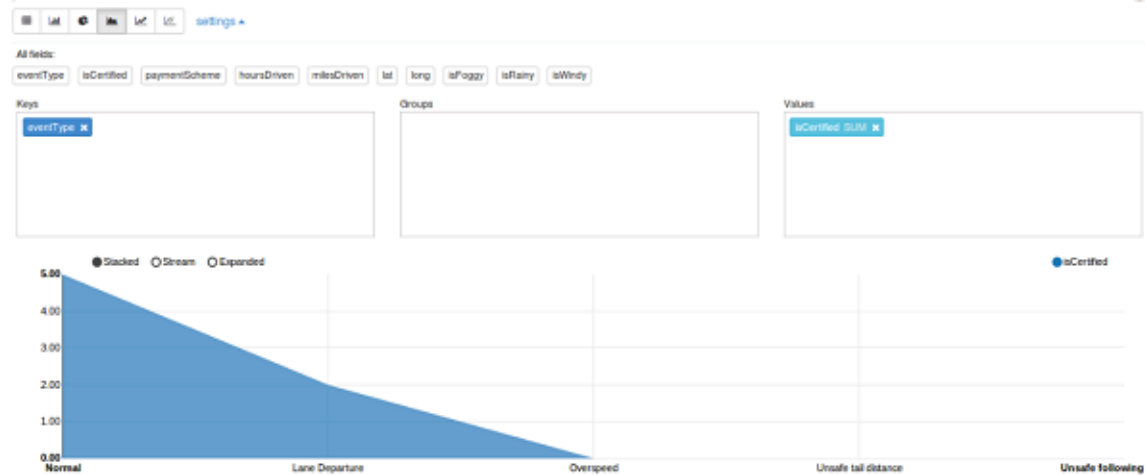 settings
All fields:
eventType isCertified paymentScheme hoursDriven milesDriven lat long isFoggy isRainy isWindy
Keys Groups Values
eventType × isCertified SUM ×
Stacked Stream Expanded isCertified
5.00
4.00
3.00
2.00
1.00
0.00
Normal Lane Departure Overspeed Unsafe tail distance Unsafe following